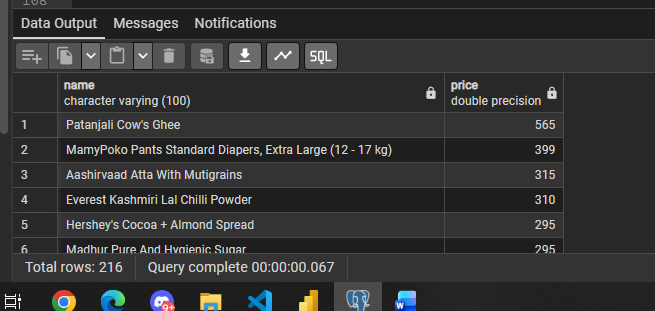 108
Data Output Messages Notifications
SQL
name price
character varying (100) double precision
1 Patanjali Cow's Ghee 565
2 MamyPoko Pants Standard Diapers, Extra Large (12 - 17 kg) 399
3 Aashirvaad Atta With Mutigrains 315
4 Everest Kashmiri Lal Chilli Powder 310
5 Hershey's Cocoa + Almond Spread 295
6 Madhur Pure And Hygienic Sugar 295
Total rows: 216 Query complete 00:00:00.067
9+ W